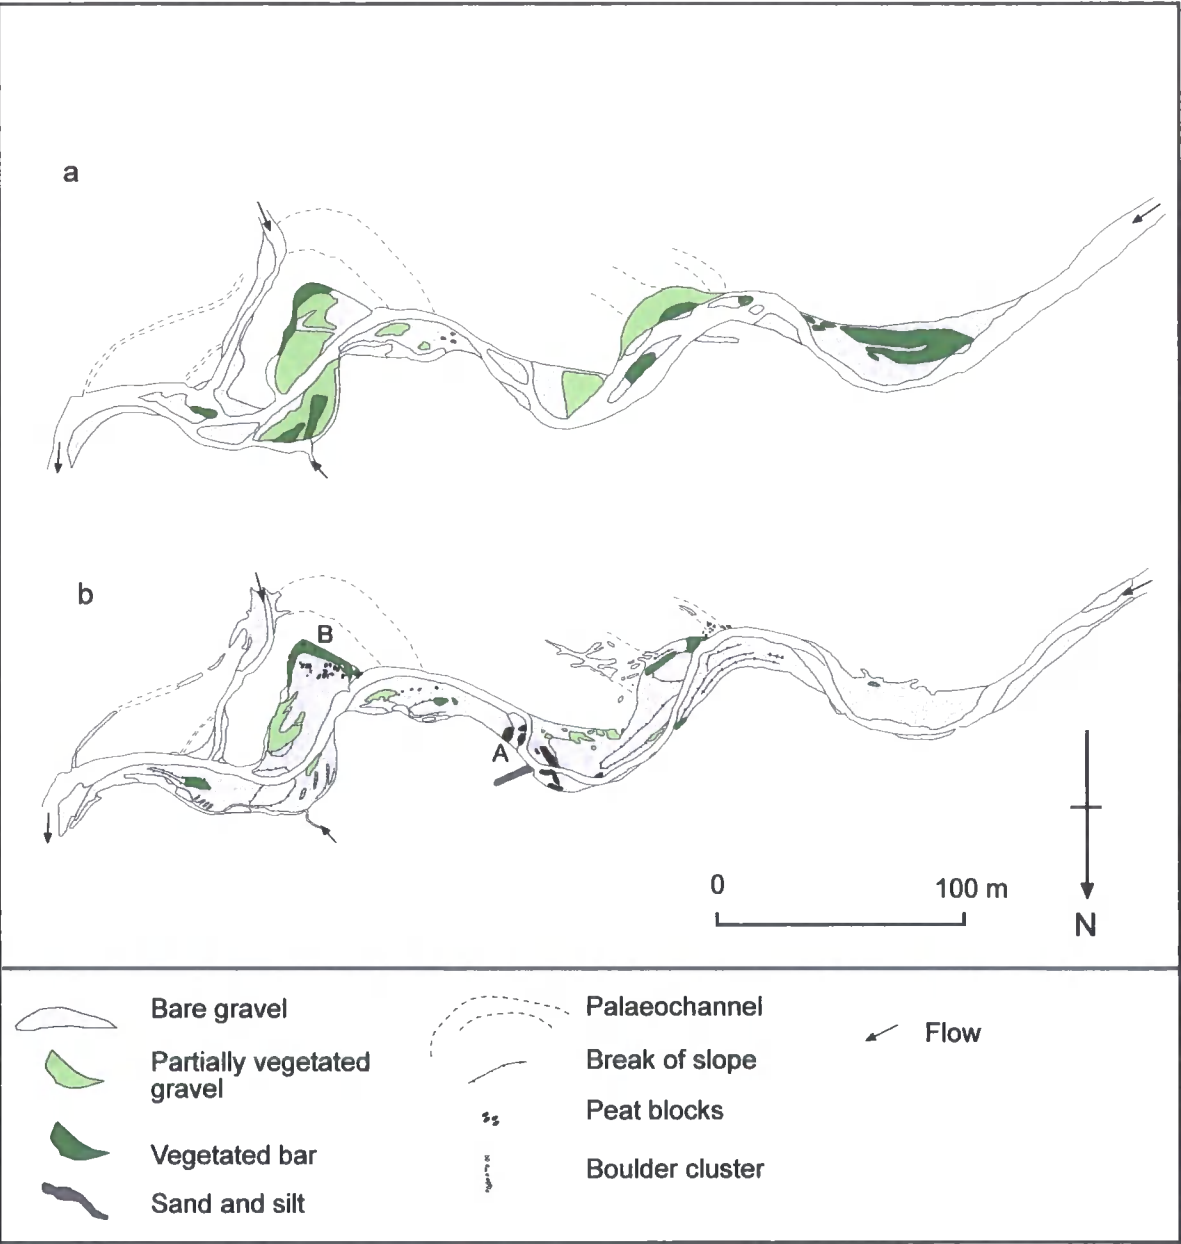 a
b
B
A
0
100 m
N
Bare gravel
Partially vegetated
gravel
Vegetated bar
Sand and silt
Palaeochannel
Break of slope
Peat blocks
Boulder cluster
Flow